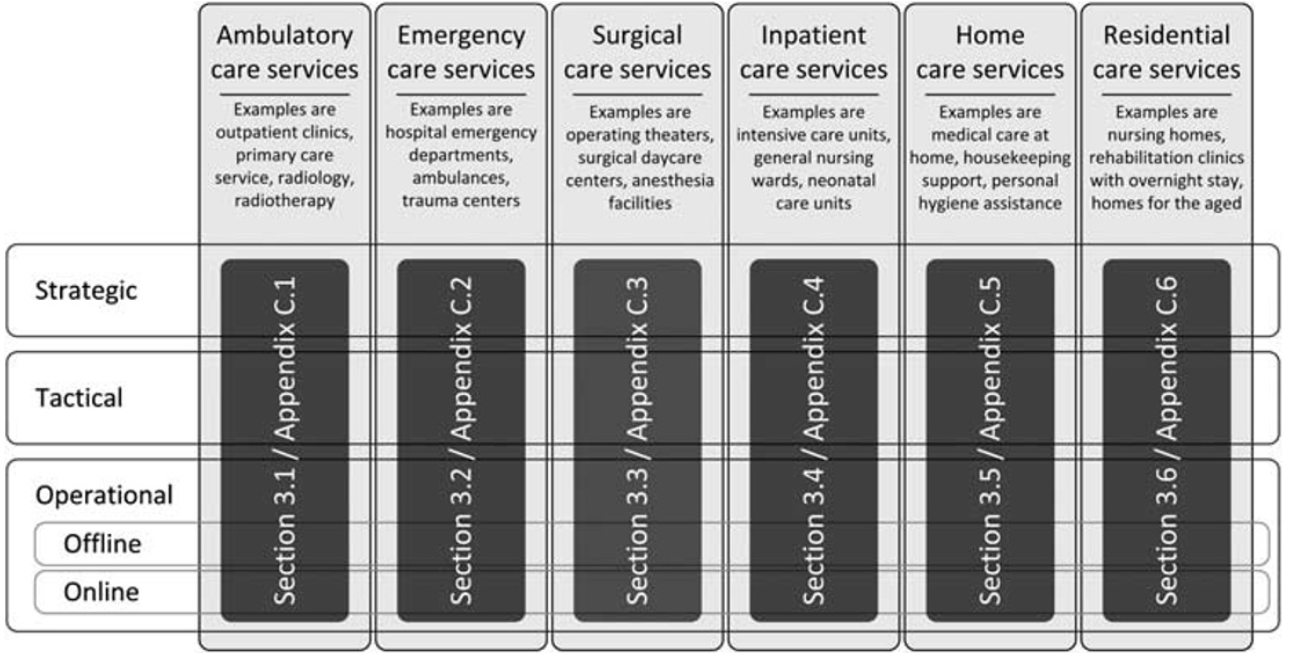 Ambulatory
care services
Examples are
outpatient clinics,
primary care
service, radiology,
radiotherapy
Emergency
care services
Examples are
hospital emergency
departments,
ambulances,
trauma centers
Surgical
care services
Examples are
operating theaters,
surgical daycare
centers, anesthesia
facilities
Inpatient
care services
Examples are
intensive care units,
general nursing
wards, neonatal
care units
Home
care services
Examples are
medical care at
home, housekeeping
support, personal
hygiene assistance
Residential
care services
Examples are
nursing homes,
rehabilitation clinics
with overnight stay,
homes for the aged
Strategic
Tactical
Operational
Offline
Online
Section 3.1 / Appendix C.1
Section 3.2 / Appendix C.2
Section 3.3 / Appendix C.3
Section 3.4 / Appendix C.4
Section 3.5 / Appendix C.5
Section 3.6 / Appendix C.6